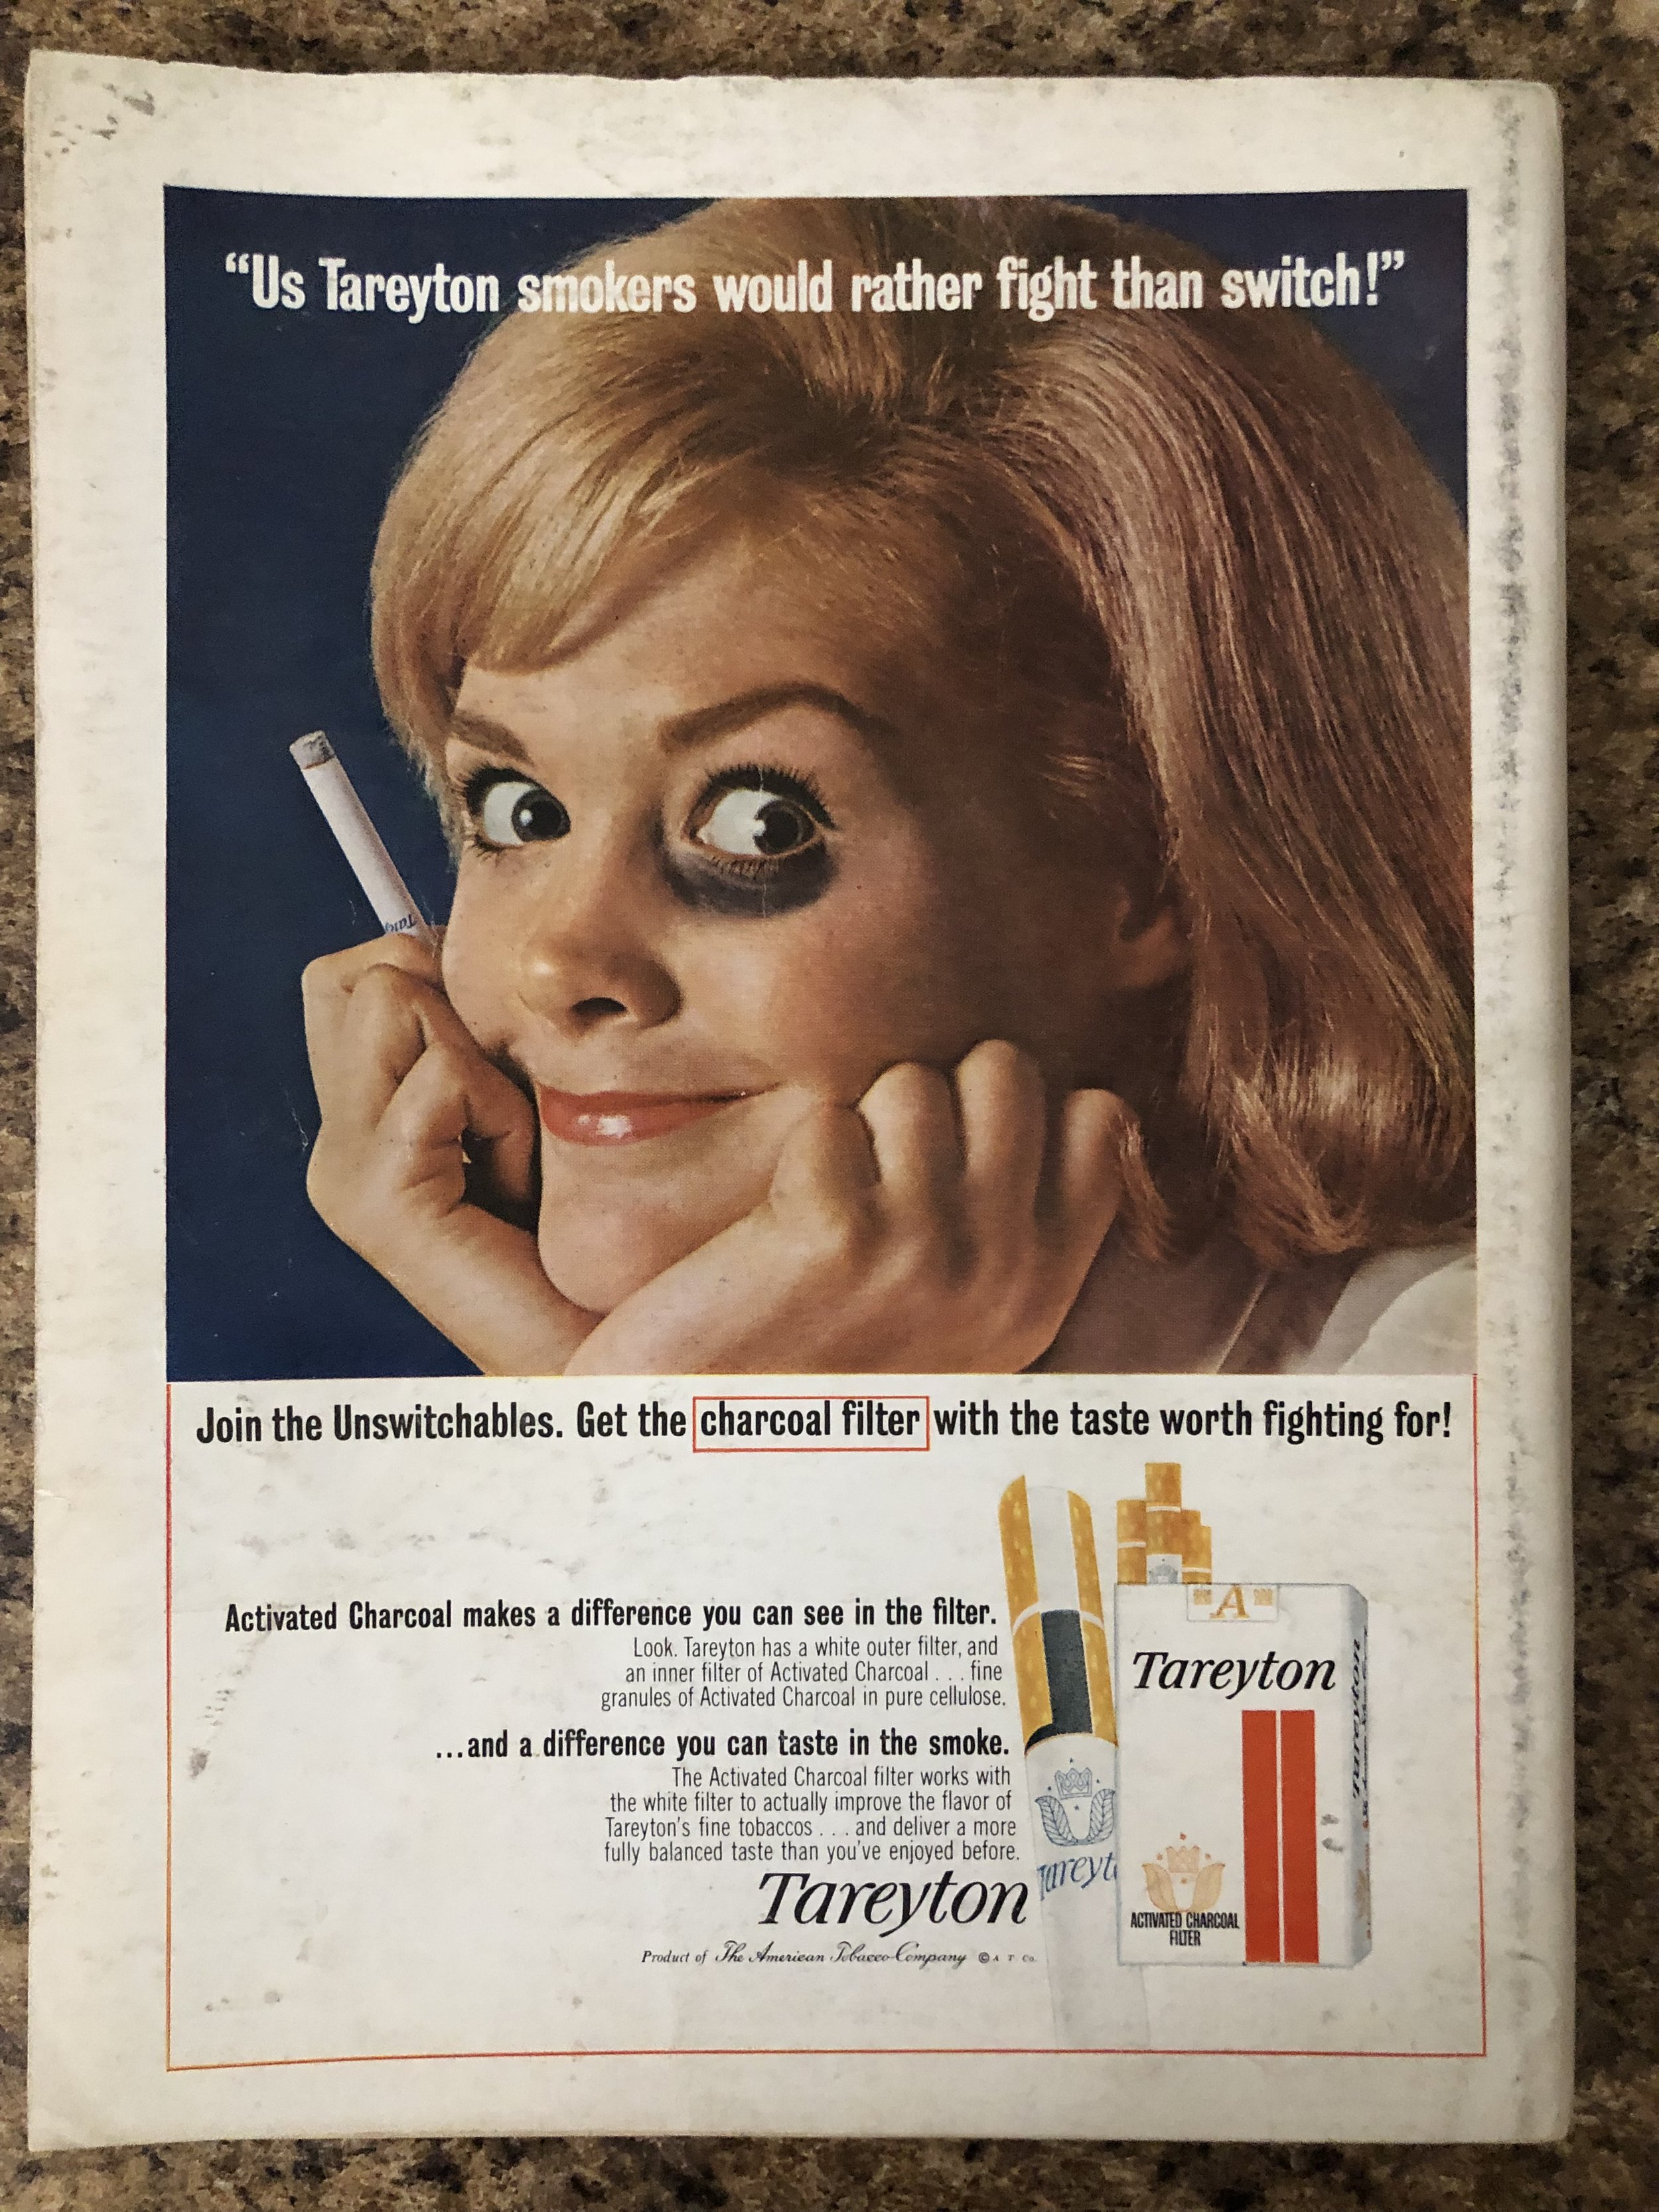 “Us Tareyton smokers would rather fight than switch!”
Tarey
Join the Unswitchables. Get the charcoal filter with the taste worth fighting for!
Activated Charcoal makes a difference you can see in the filter.
Look. Tareyton has a white outer filter, and
an inner filter of Activated Charcoal . . . fine
granules of Activated Charcoal in pure cellulose.
...and a difference you can taste in the smoke.
The Activated Charcoal filter works with
the white filter to actually improve the flavor of
Tareyton's fine tobaccos . . . and deliver a more
fully balanced taste than you've enjoyed before.
Tareyton
Product of The American Tobacco Company © A. T. Co.
Tareyt
A
Tareyton
ACTIVATED CHARCOAL
FILTER
Tareyton